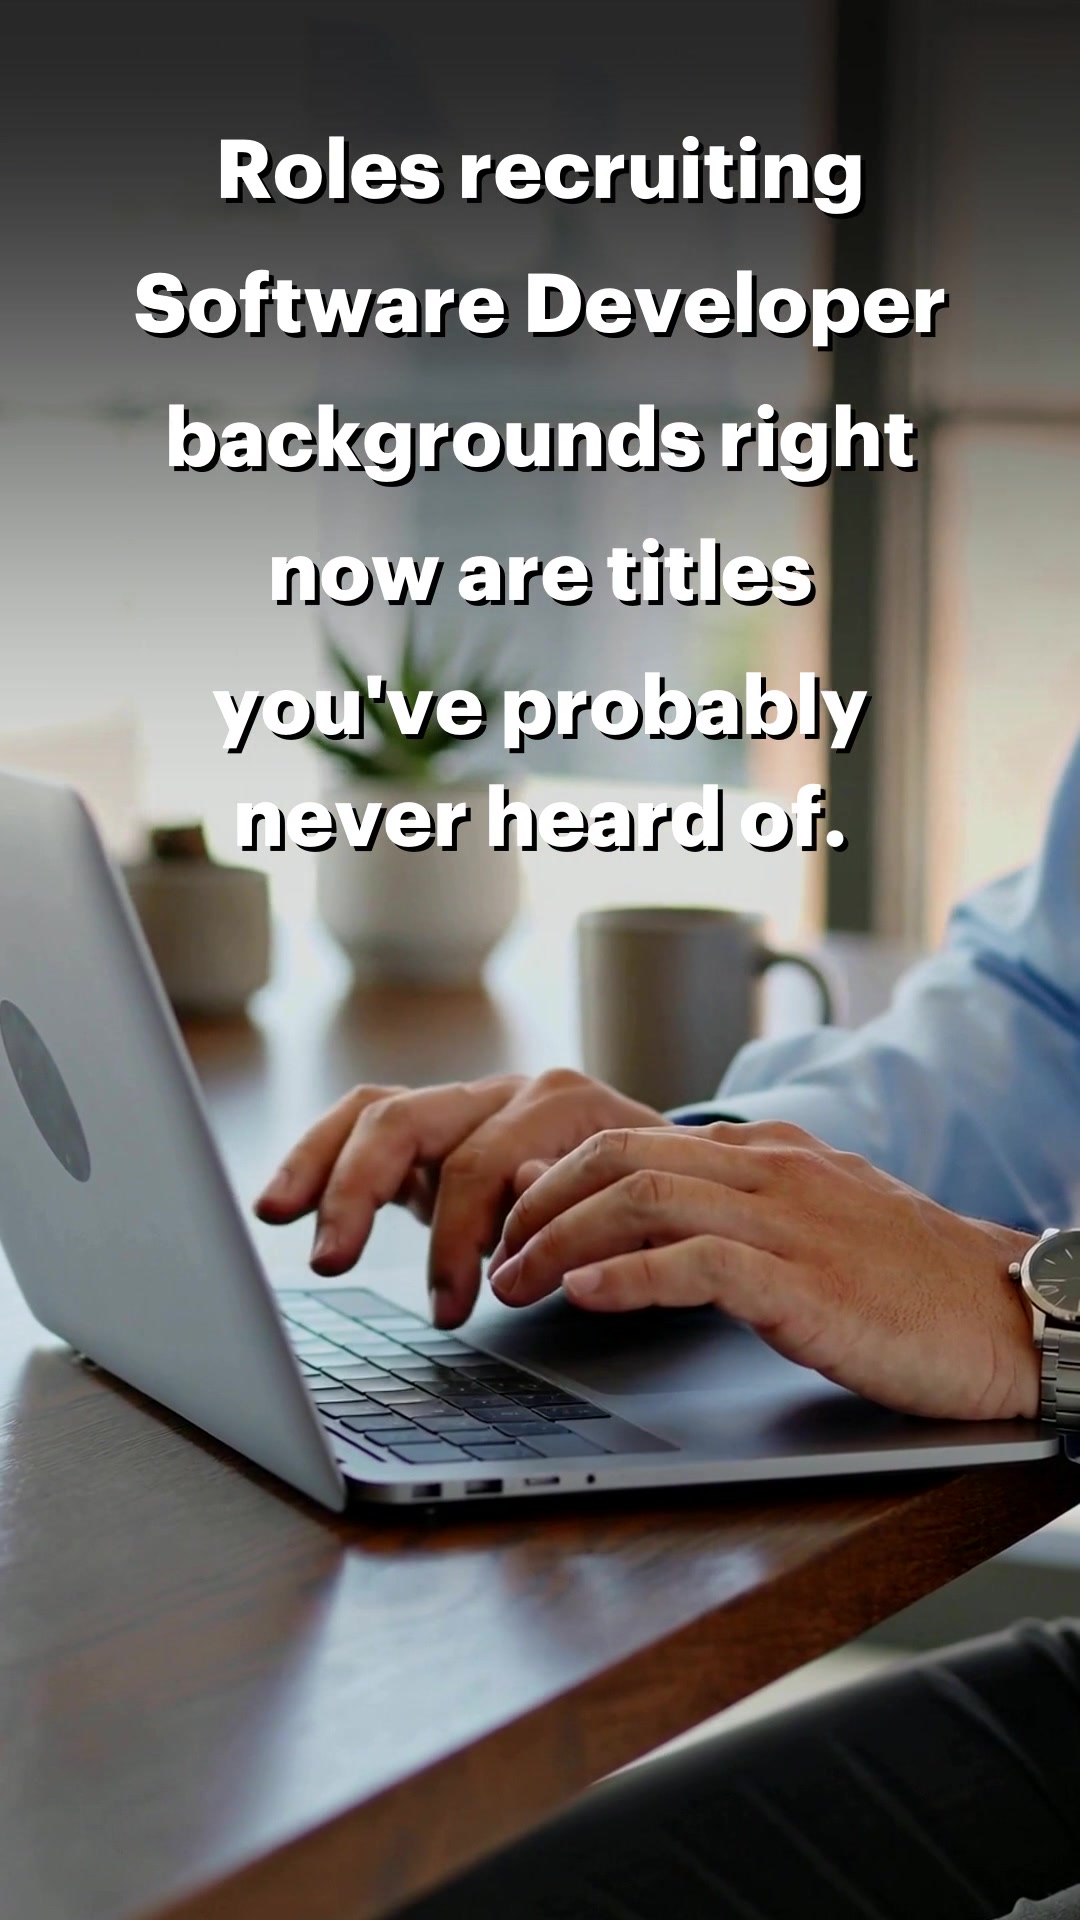 Roles recruiting
Software Developer
backgrounds right
now are titles
you've probably
never heard of.